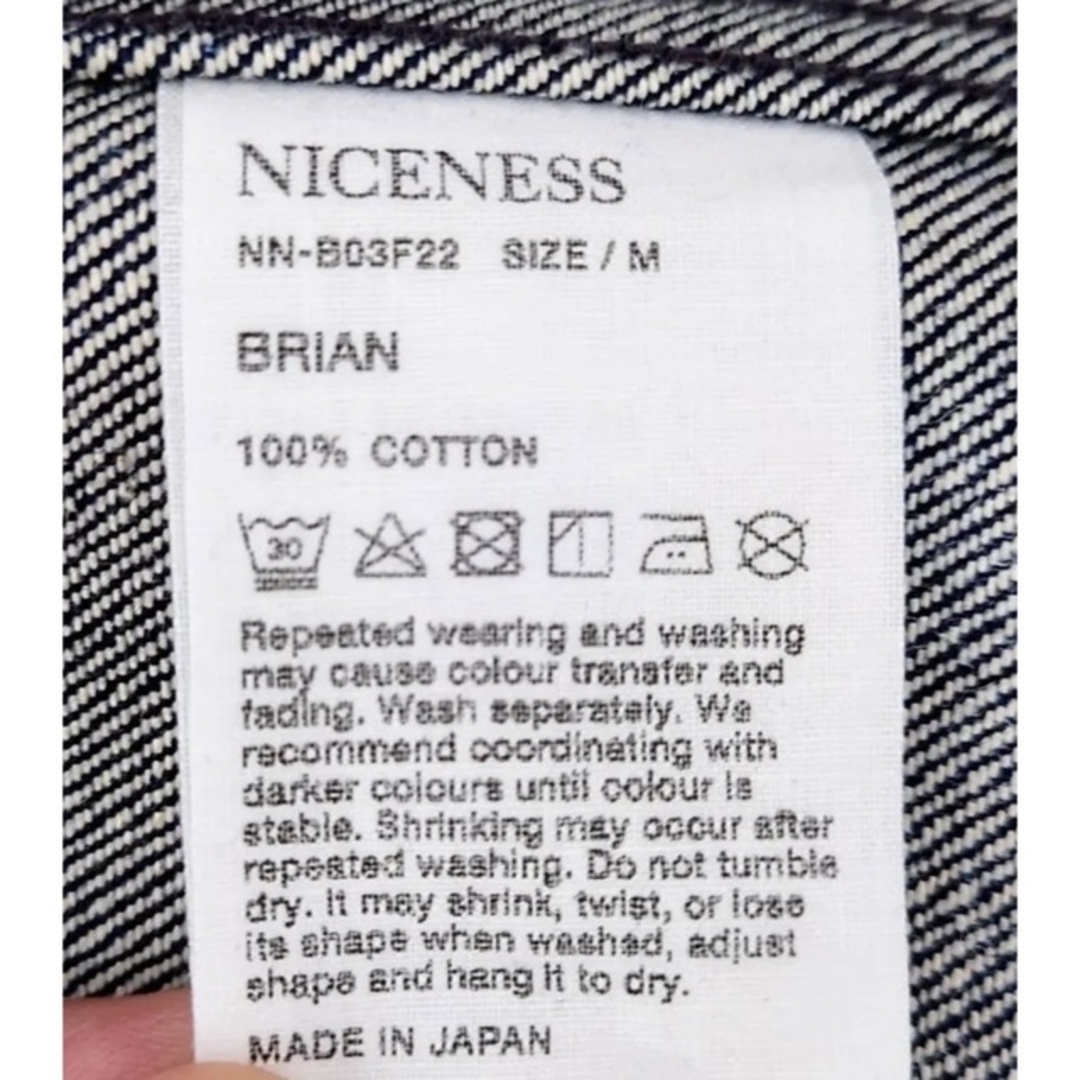 NICENESS
NN-B03F22 SIZE / M
BRIAN
100% COTTON
30
Repeated wearing and washing
may cause colour transfer and
fading. Wash separately. We
recommend coordinating with
darker colours until colour is
stable. Shrinking may occur after
repeated washing. Do not tumble
dry. It may shrink, twist, or lose
its shape when washed, adjust
shape and hang it to dry.
MADE IN JAPAN